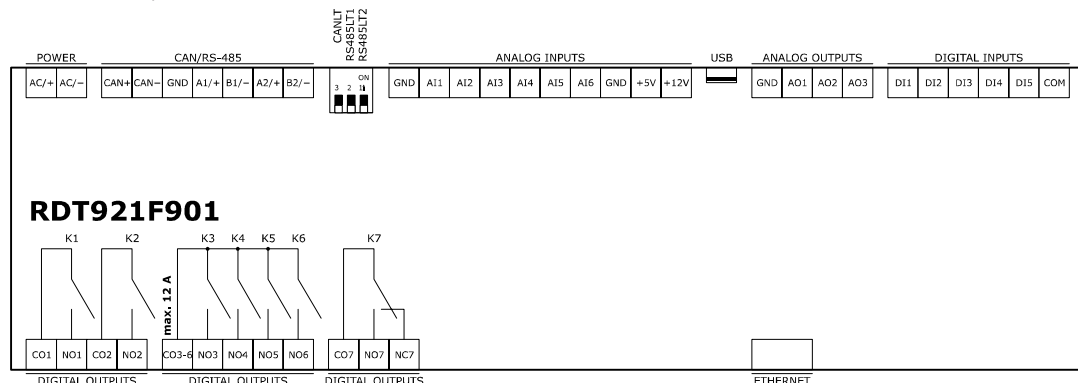 CANLT
RS485LT1
RS485LT2
POWER CAN/RS-485 ANALOG INPUTS USB ANALOG OUTPUTS DIGITAL INPUTS
ON
AC/+ AC/- CAN+ CAN- GND A1/+ B1/- A2/+ B2/- 3 2 1 GND AI1 AI2 AI3 AI4 AI5 AI6 GND +5V +12V GND AO1 AO2 AO3 DI1 DI2 DI3 DI4 DI5 COM
RDT921F901
K1 K2 K3 K4 K5 K6 K7
max. 12 A
CO1 NO1 CO2 NO2 CO3-6 NO3 NO4 NO5 NO6 CO7 NO7 NC7
DIGITAL OUTPUTS DIGITAL OUTPUTS DIGITAL OUTPUTS ETHERNET